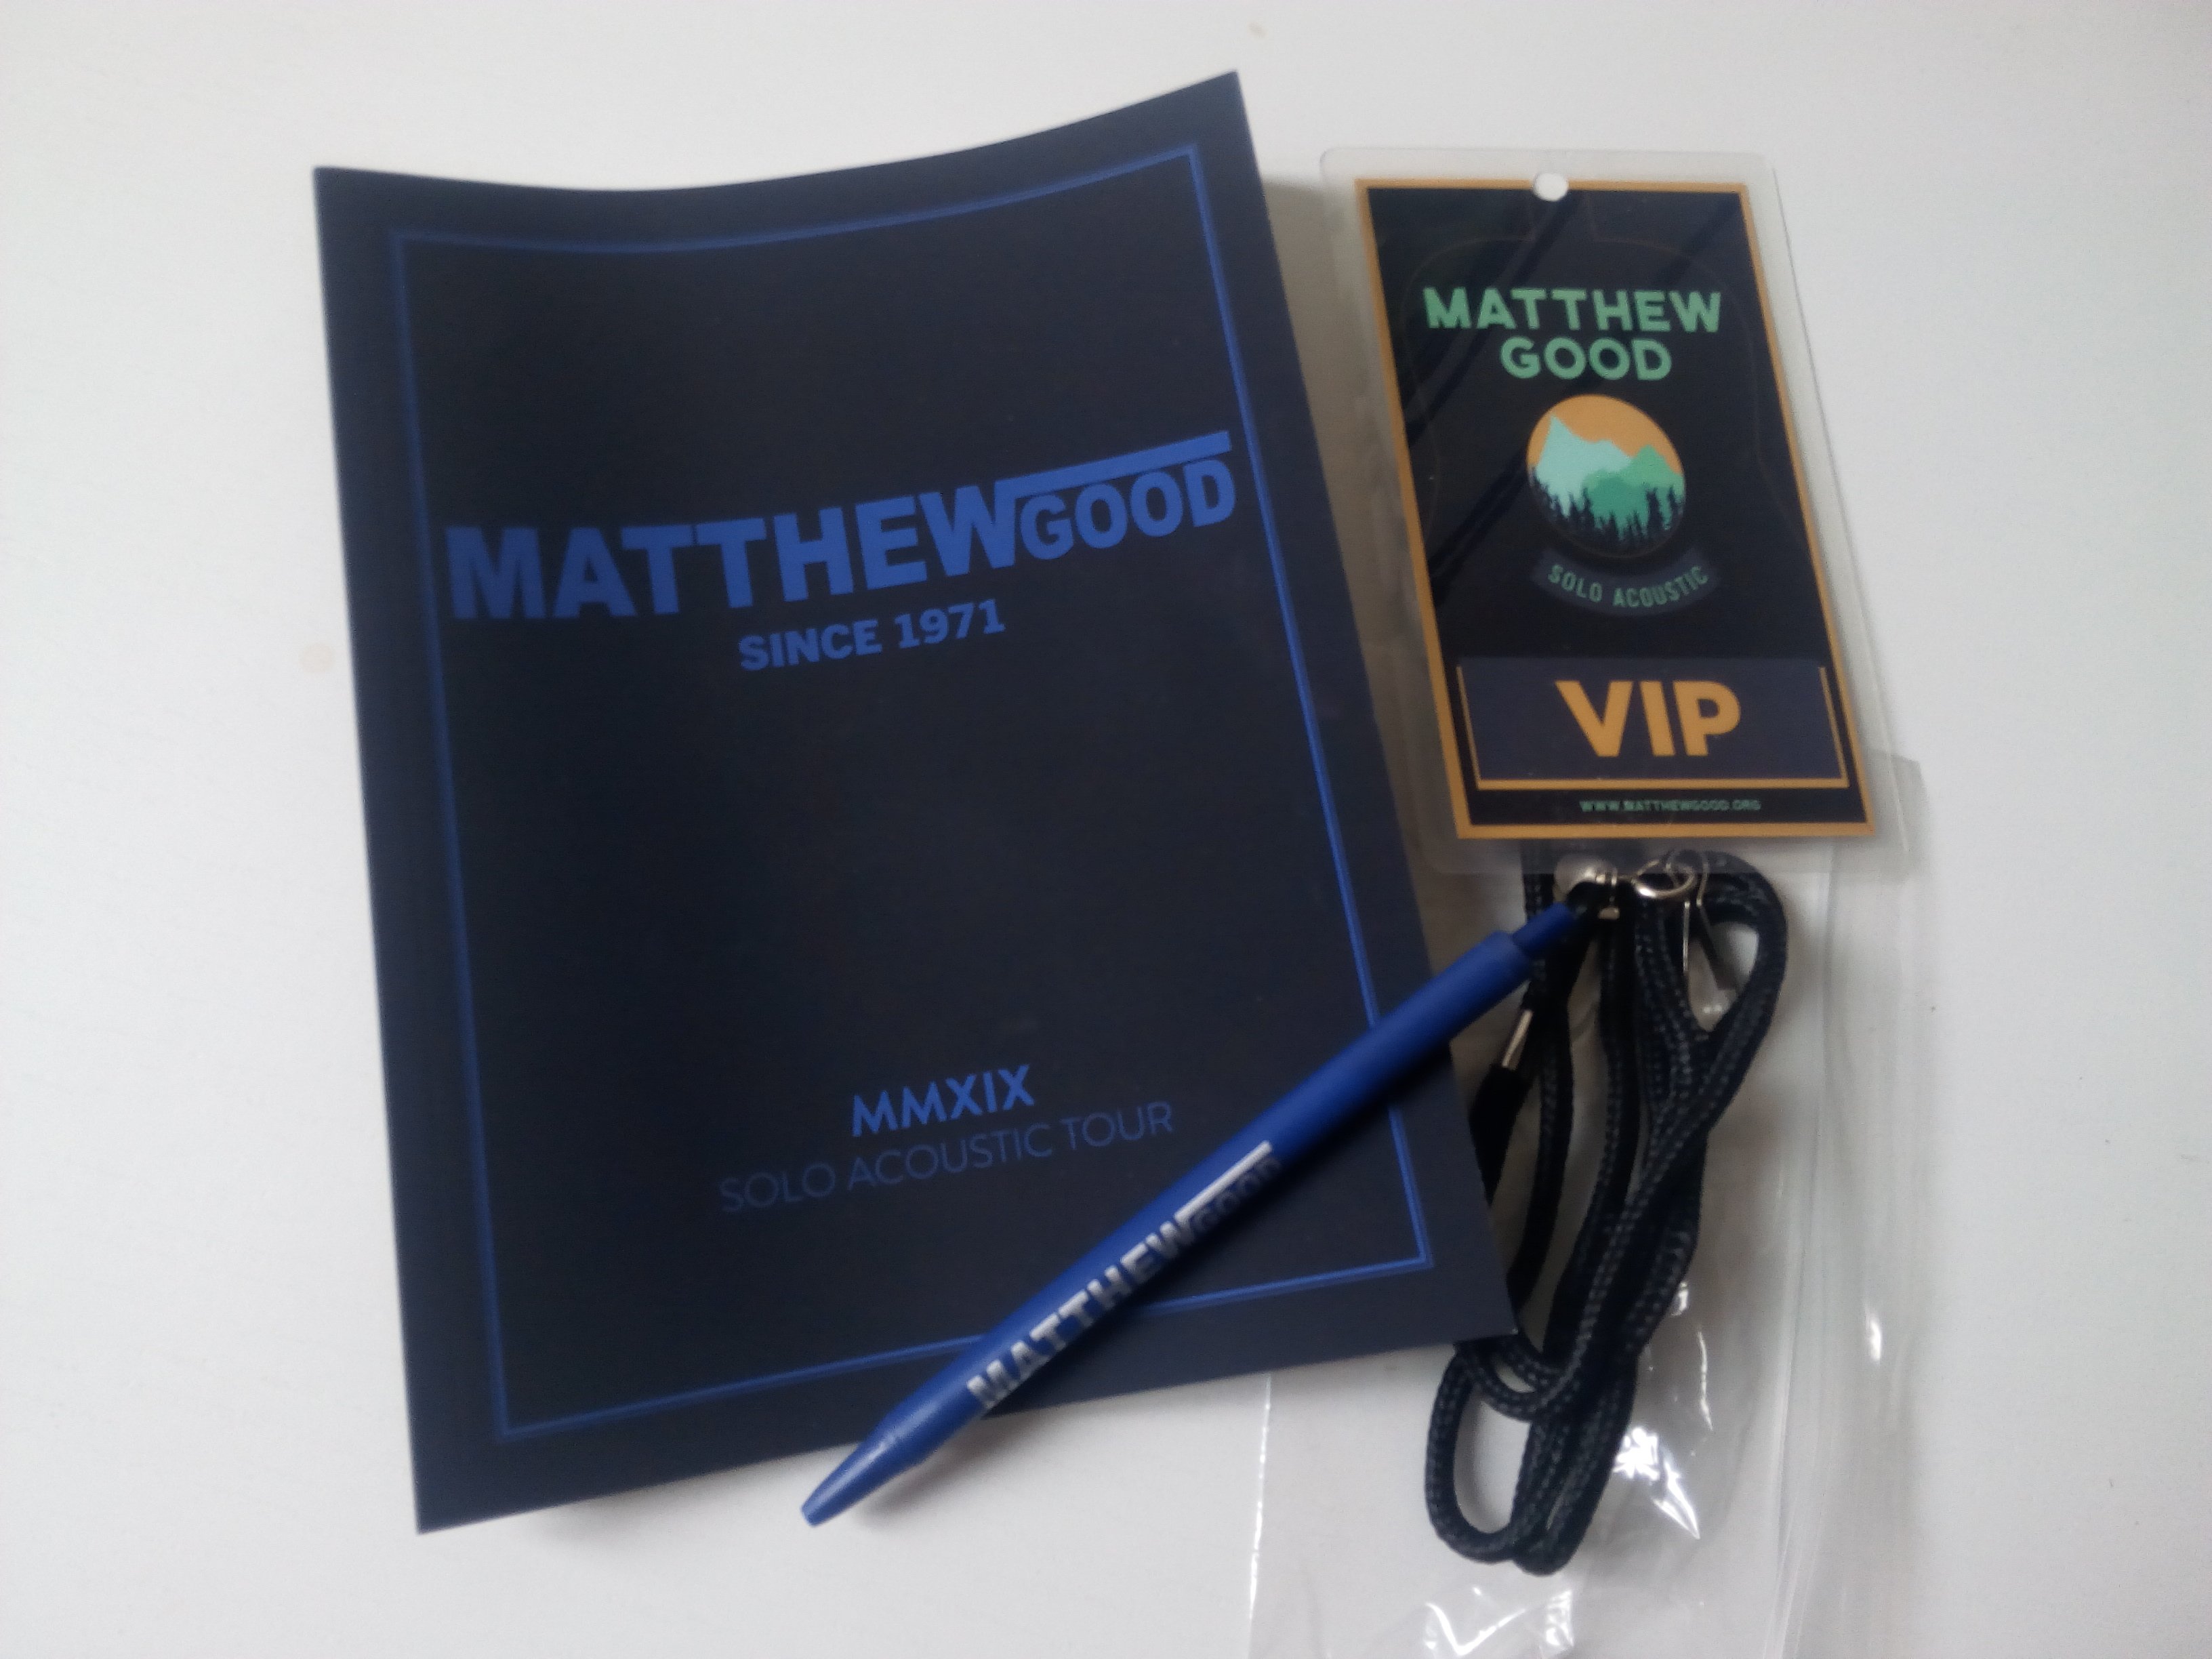 MATTHEWGOOD
SINCE 1971
MMXIX
SOLO ACOUSTIC TOUR
MATTHEWGOOD
MATTHEW
GOOD
SOLO ACOUSTIC
VIP
WWW.MATTHEWGOOD.ORG